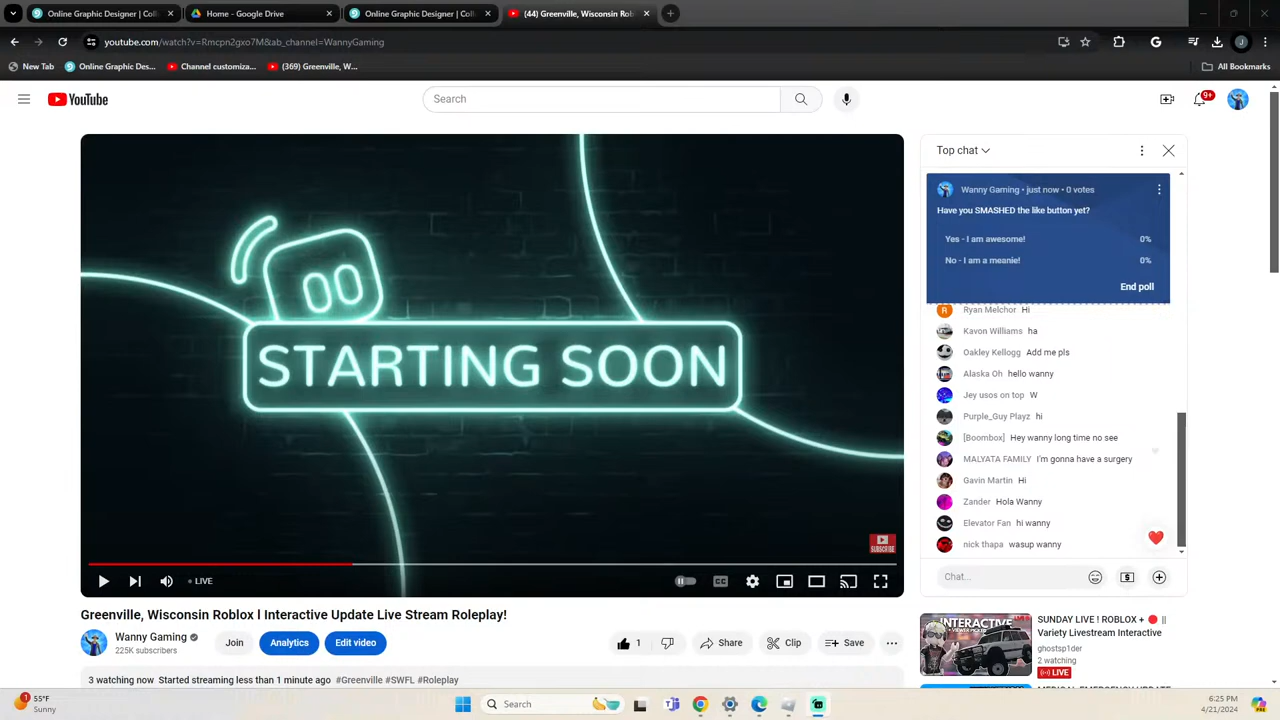 Online Graphic Designer | Coll
Home - Google Drive
Online Graphic Designer | Coll
(44) Greenville, Wisconsin Rob
youtube.com/watch?v=Rmcpn2gxo7M&ab_channel=WannyGaming
New Tab
Online Graphic Des...
Channel customiza...
(369) Greenville, W...
All Bookmarks
YouTube
Search
9+
Top chat
Wanny Gaming • just now • 0 votes
Have you SMASHED the like button yet?
Yes - I am awesome! 0%
No - I am a meanie! 0%
End poll
Ryan Melchor Hi
Kavon Williams ha
Oakley Kellogg Add me pls
Alaska Oh hello wanny
Jey usos on top W
Purple_Guy Playz hi
[Boombox] Hey wanny long time no see
MALYATA FAMILY I'm gonna have a surgery
Gavin Martin Hi
Zander Hola Wanny
Elevator Fan hi wanny
nick thapa wasup wanny
Chat...
STARTING SOON
SUBSCRIBE
LIVE
Greenville, Wisconsin Roblox l Interactive Update Live Stream Roleplay!
Wanny Gaming
225K subscribers
Join
Analytics
Edit video
1
Share
Clip
Save
3 watching now Started streaming less than 1 minute ago #Greenville #SWFL #Roleplay
INTERACTIVE
+ VIEWER PICKED
SUNDAY LIVE ! ROBLOX + 🔴 ||
Variety Livestream Interactive
ghostsp1der
2 watching
LIVE
1
55°F
Sunny
Search
6:25 PM
4/21/2024